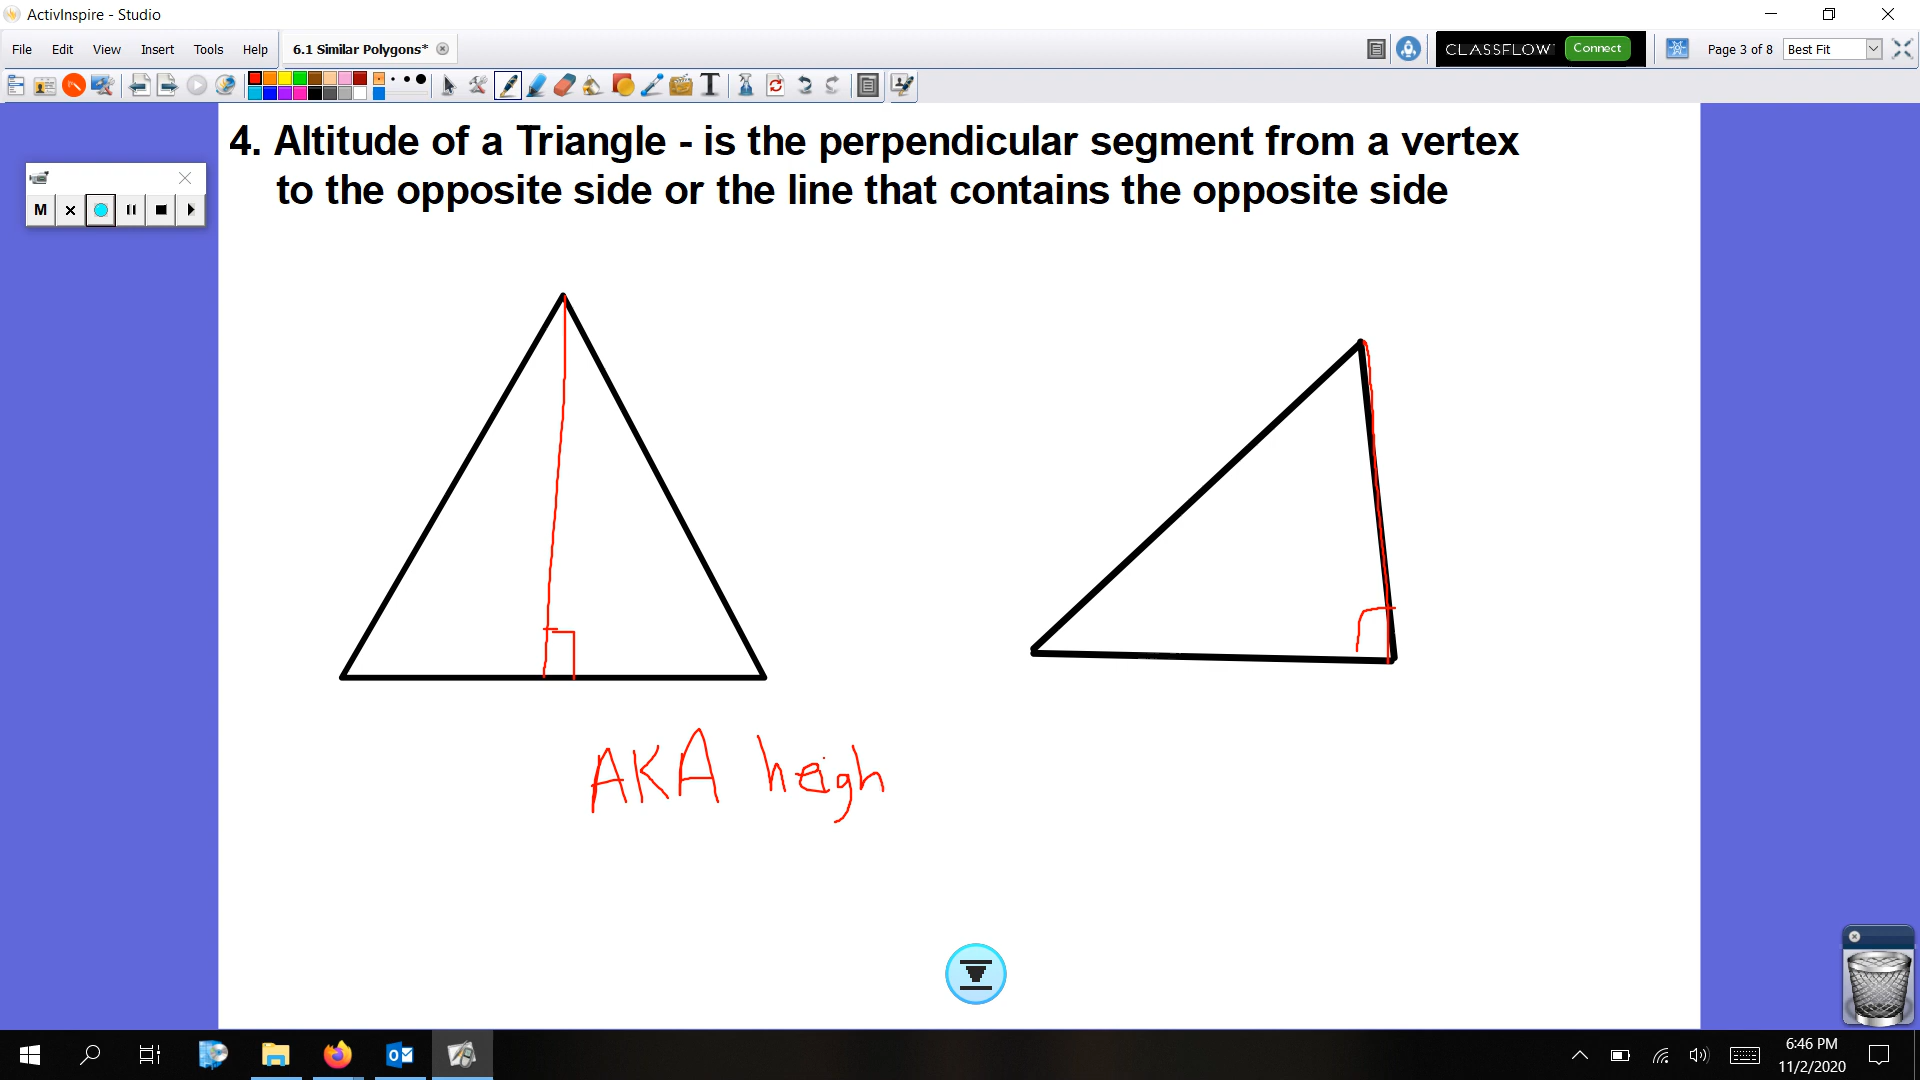 ActivInspire - Studio
File Edit View Insert Tools Help 6.1 Similar Polygons* CLASSFLOW Connect Page 3 of 8 Best Fit
T
4. Altitude of a Triangle - is the perpendicular segment from a vertex
to the opposite side or the line that contains the opposite side
M
AKA heigh
6:46 PM
11/2/2020